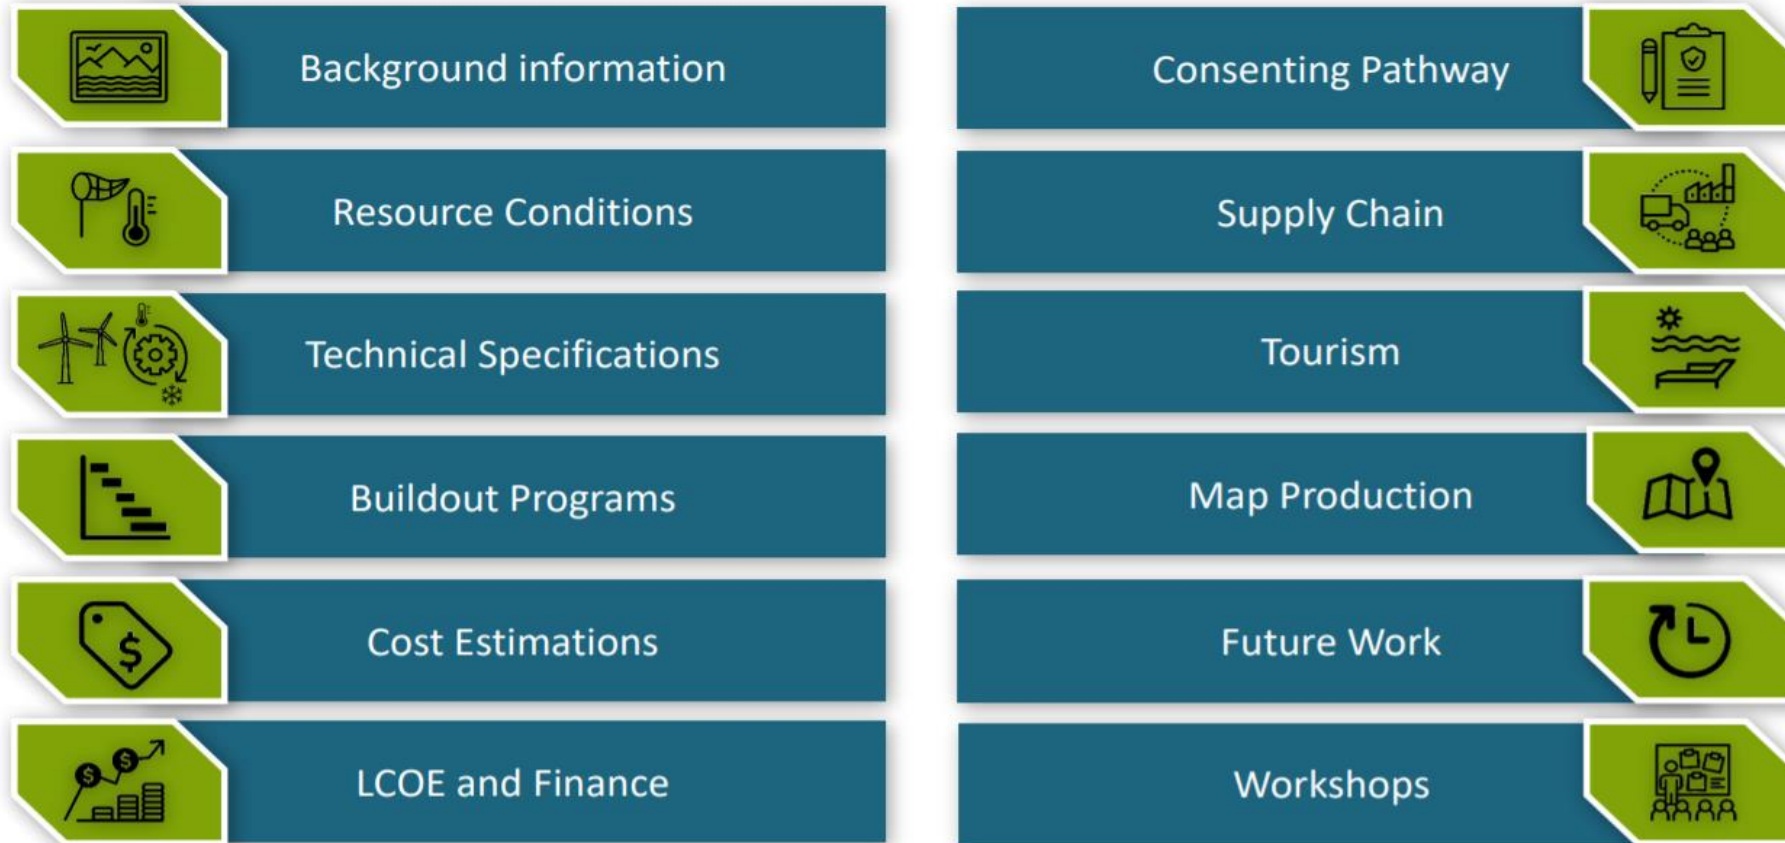 Background information
Resource Conditions
Technical Specifications
Buildout Programs
Cost Estimations
LCOE and Finance
Consenting Pathway
Supply Chain
Tourism
Map Production
Future Work
Workshops